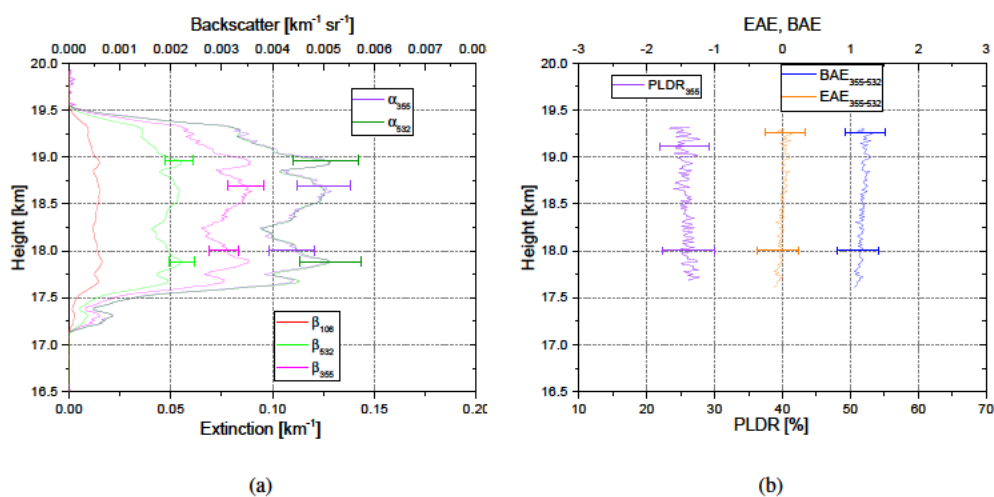 Backscatter [km⁻¹ sr⁻¹]
0.000 0.001 0.002 0.003 0.004 0.005 0.006 0.007 0.00
20.0
19.5
19.0
18.5
18.0
17.5
17.0
16.5
Height [km]
α355
α532
β106
β532
β355
0.00 0.05 0.10 0.15 0.20
Extinction [km⁻¹]
(a)
EAE, BAE
-3 -2 -1 0 1 2 3
20.0
19.5
19.0
18.5
18.0
17.5
17.0
16.5
Height [km]
PLDR355
BAE355-532
EAE355-532
10 20 30 40 50 60 70
PLDR [%]
(b)